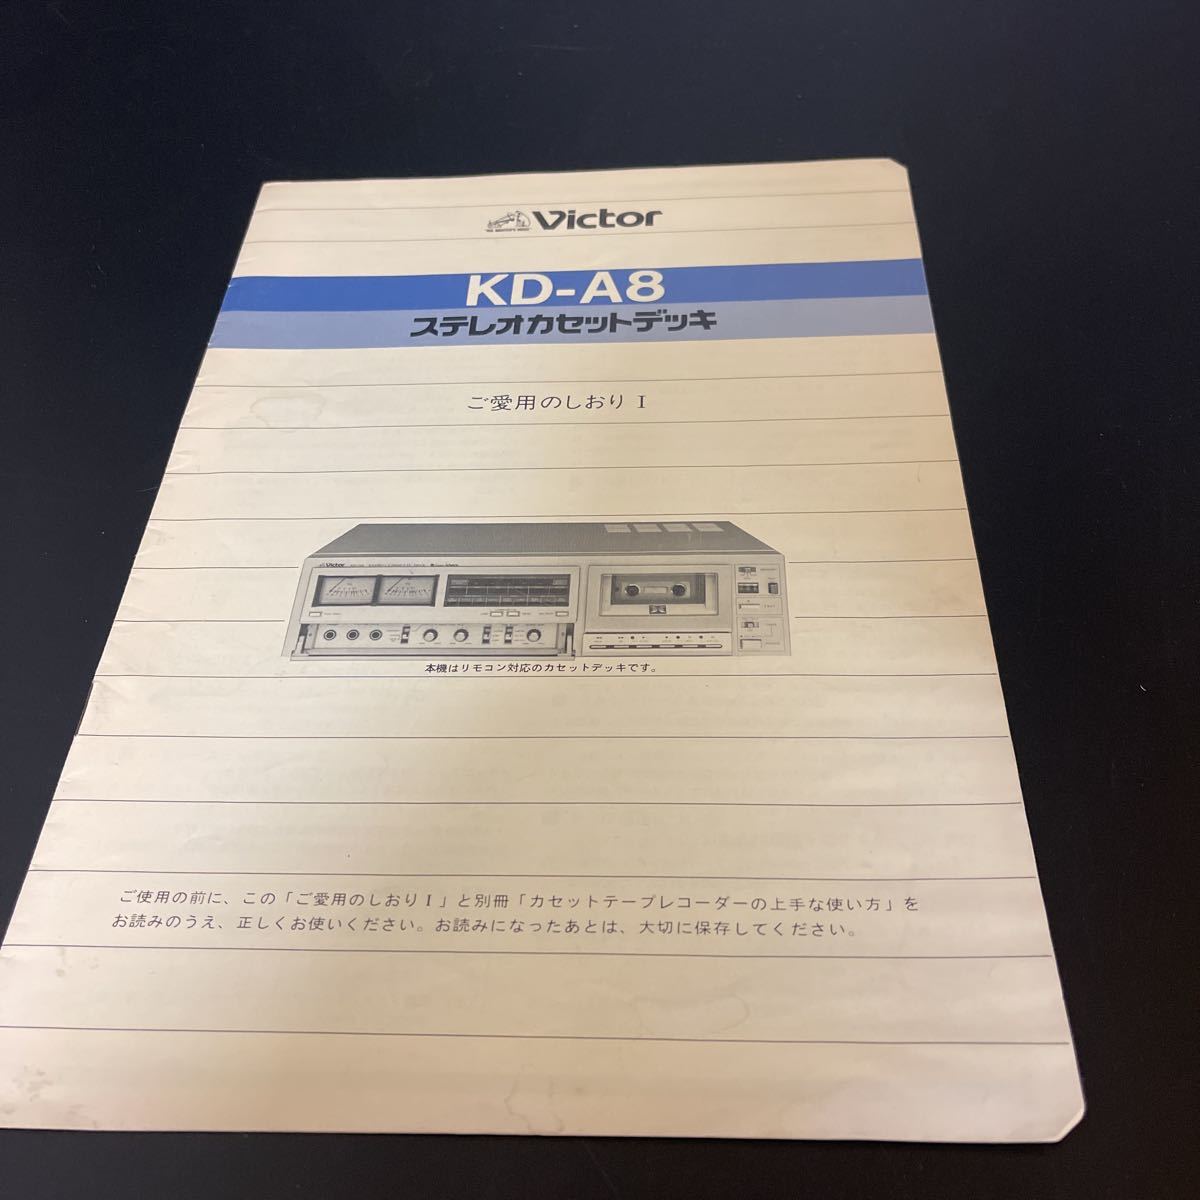 "HIS MASTER'S VOICE"
Victor
KD-A8
ステレオカセットデッキ
ご愛用のしおり I
Victor
本機はリモコン対応のカセットデッキです。
ご使用の前に、この「ご愛用のしおり I 」と別冊「カセットテープレコーダーの上手な使い方」を
お読みのうえ、正しくお使いください。お読みになったあとは、大切に保存してください。